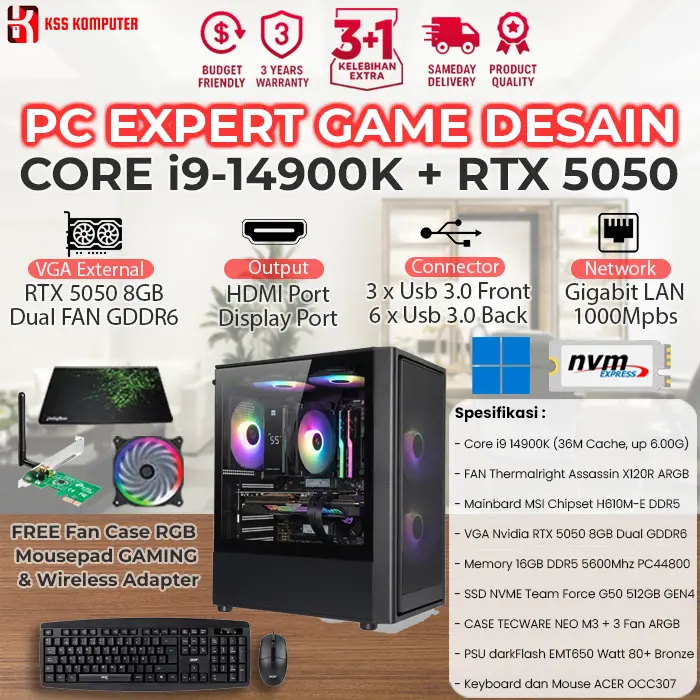 KSS KOMPUTER
BUDGET
FRIENDLY
3
3 YEARS
WARRANTY
3+1
KELEBIHAN
EXTRA
SAMEDAY
DELIVERY
PRODUCT
QUALITY
PC EXPERT GAME DESAIN
CORE i9-14900K + RTX 5050
VGA External
RTX 5050 8GB
Dual FAN GDDR6
Output
HDMI Port
Display Port
Connector
3 x Usb 3.0 Front
6 x Usb 3.0 Back
Network
Gigabit LAN
1000Mpbs
nvm
EXPRESS
Spesifikasi :
- Core i9 14900K (36M Cache, up 6.00G)
- FAN Thermalright Assassin X120R ARGB
- Mainbard MSI Chipset H610M-E DDR5
- VGA Nvidia RTX 5050 8GB Dual GDDR6
- Memory 16GB DDR5 5600Mhz PC44800
- SSD NVME Team Force G50 512GB GEN4
- CASE TECWARE NEO M3 + 3 Fan ARGB
- PSU darkFlash EMT650 Watt 80+ Bronze
- Keyboard dan Mouse ACER OCC307
55
FREE Fan Case RGB
Mousepad GAMING
& Wireless Adapter